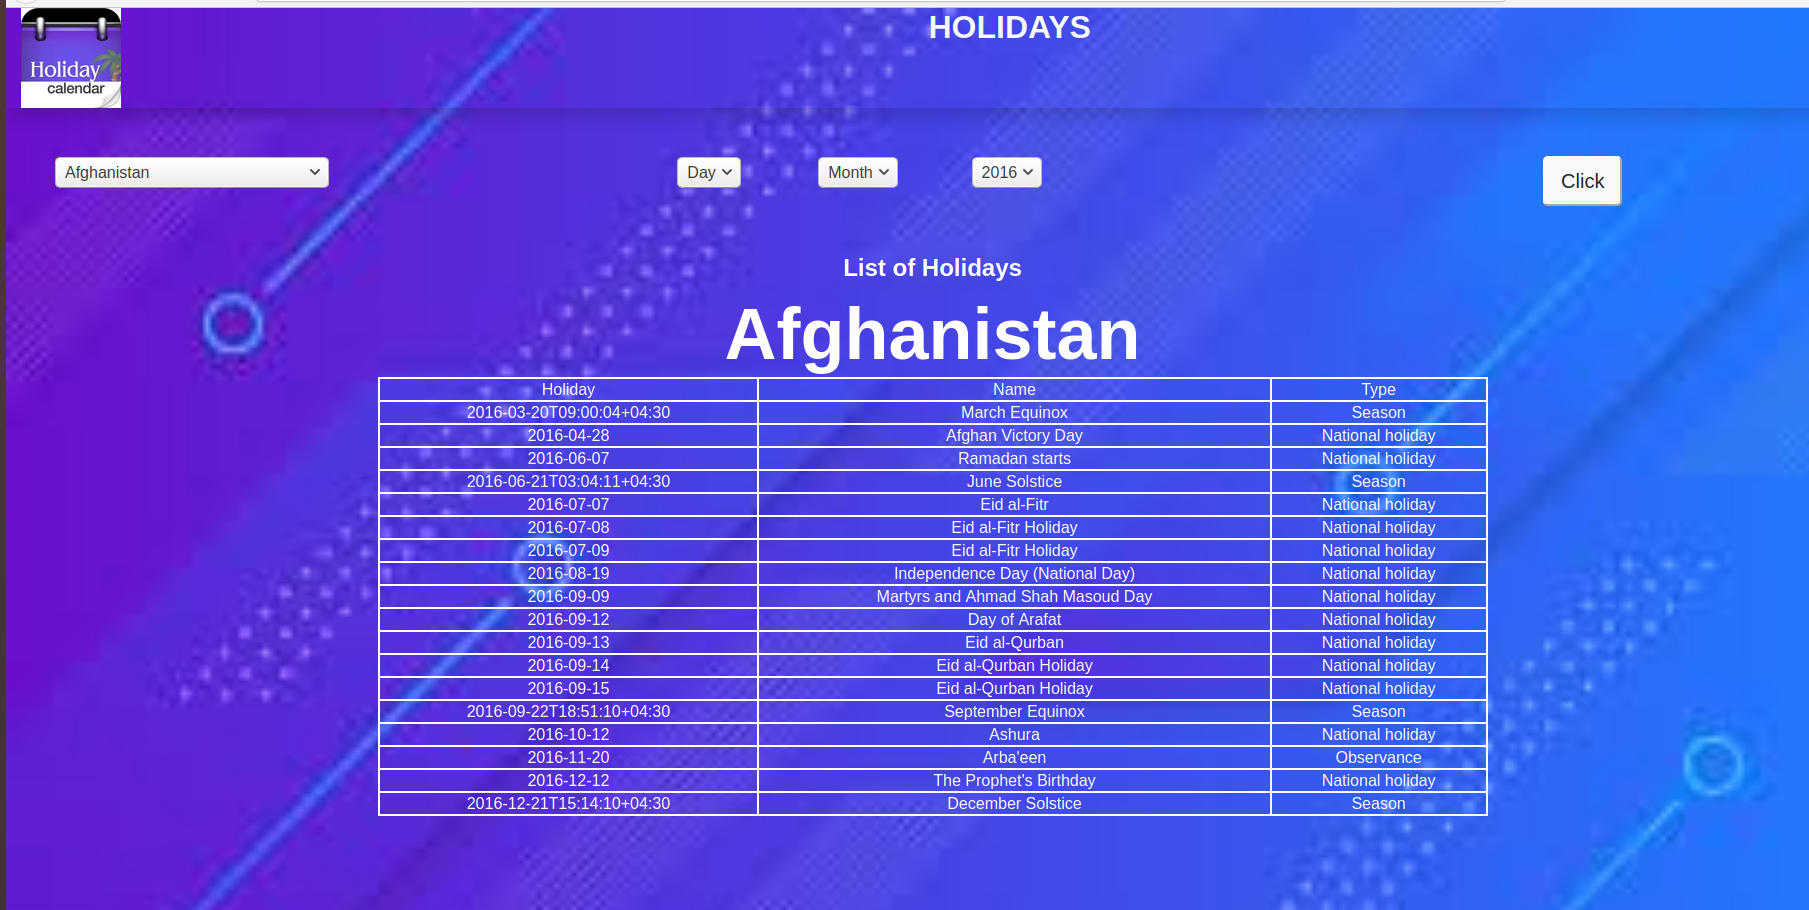 HOLIDAYS
Holiday
calendar
Afghanistan Day Month 2016 Click
List of Holidays
Afghanistan
Holiday Name Type
2016-03-20T09:00:04+04:30 March Equinox Season
2016-04-28 Afghan Victory Day National holiday
2016-06-07 Ramadan starts National holiday
2016-06-21T03:04:11+04:30 June Solstice Season
2016-07-07 Eid al-Fitr National holiday
2016-07-08 Eid al-Fitr Holiday National holiday
2016-07-09 Eid al-Fitr Holiday National holiday
2016-08-19 Independence Day (National Day) National holiday
2016-09-09 Martyrs and Ahmad Shah Masoud Day National holiday
2016-09-12 Day of Arafat National holiday
2016-09-13 Eid al-Qurban National holiday
2016-09-14 Eid al-Qurban Holiday National holiday
2016-09-15 Eid al-Qurban Holiday National holiday
2016-09-22T18:51:10+04:30 September Equinox Season
2016-10-12 Ashura National holiday
2016-11-20 Arba'een Observance
2016-12-12 The Prophet's Birthday National holiday
2016-12-21T15:14:10+04:30 December Solstice Season